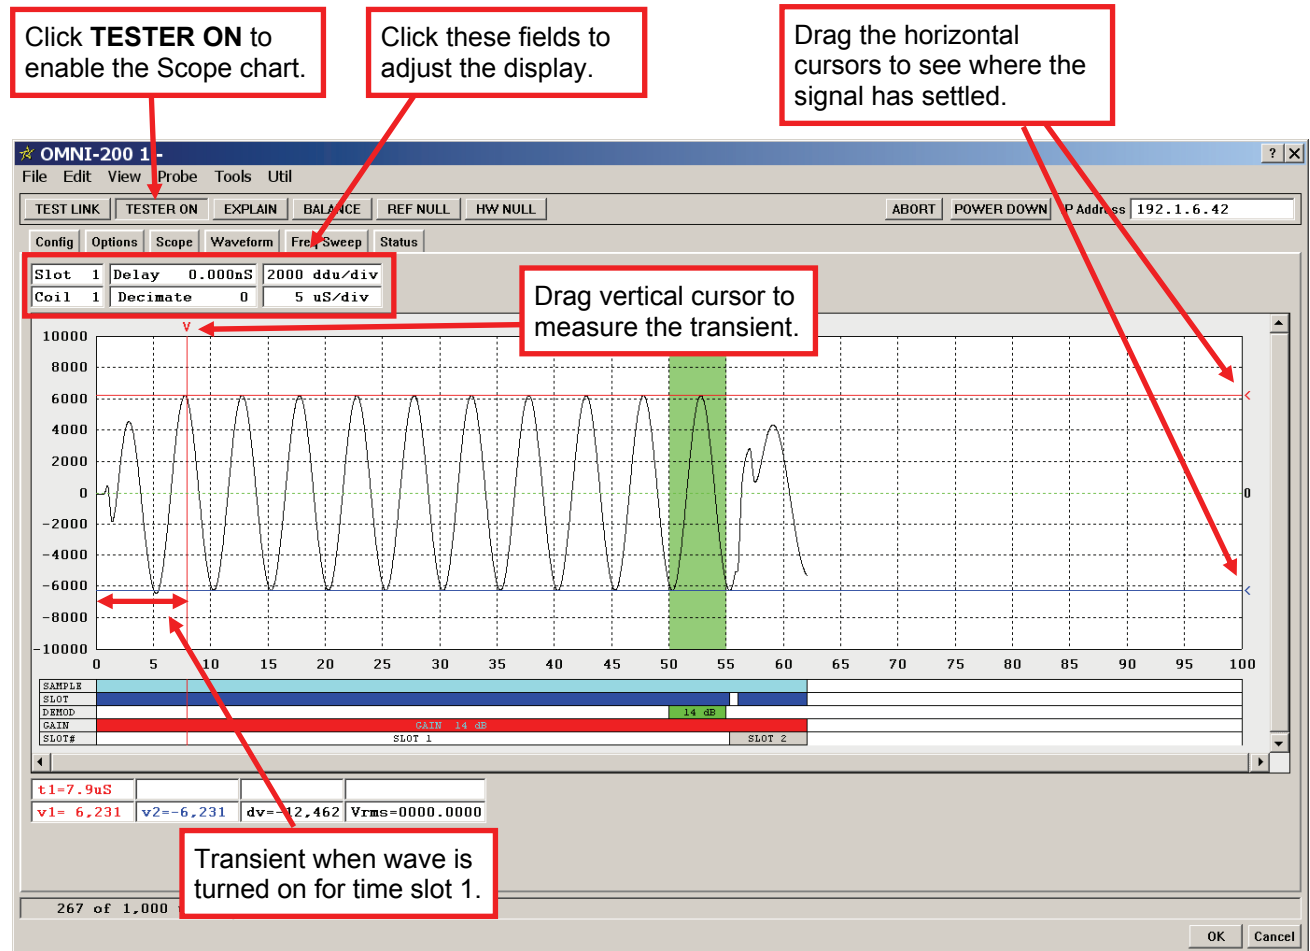 Click TESTER ON to
enable the Scope chart.
Click these fields to
adjust the display.
Drag the horizontal
cursors to see where the
signal has settled.
OMNI-200 1 -
? X
File Edit View Probe Tools Util
TEST LINK TESTER ON EXPLAIN BALANCE REF NULL HW NULL ABORT POWER DOWN P Address 192.1.6.42
Config Options Scope Waveform Freq Sweep Status
Slot 1 Delay 0.000nS 2000 ddu/div
Coil 1 Decimate 0 5 uS/div
Drag vertical cursor to
measure the transient.
V
10000
8000
6000
4000
2000
0
-2000
-4000
-6000
-8000
-10000
0
0 5 10 15 20 25 30 35 40 45 50 55 60 65 70 75 80 85 90 95 100
SAMPLE
SLOT
DEMOD 14 dB
GAIN GAIN 14 dB
SLOT# SLOT 1 SLOT 2
t1=7.9uS
v1= 6,231 v2=-6,231 dv=-12,462 Vrms=0000.0000
Transient when wave is
turned on for time slot 1.
267 of 1,000
OK Cancel